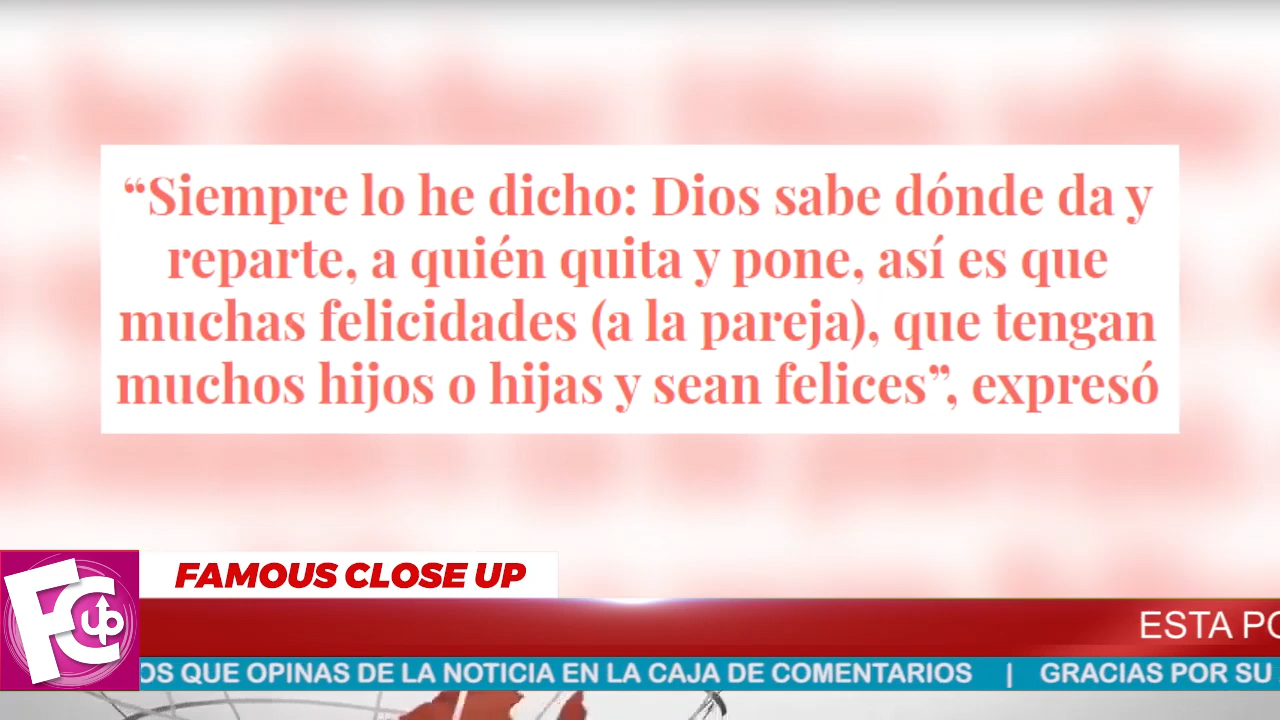 “Siempre lo he dicho: Dios sabe dónde da y
reparte, a quién quita y pone, así es que
muchas felicidades (a la pareja), que tengan
muchos hijos o hijas y sean felices”, expresó
FAMOUS CLOSE UP
FC up
ESTA
QUE OPINAS DE LA NOTICIA EN LA CAJA DE COMENTARIOS | GRACIAS POR SU